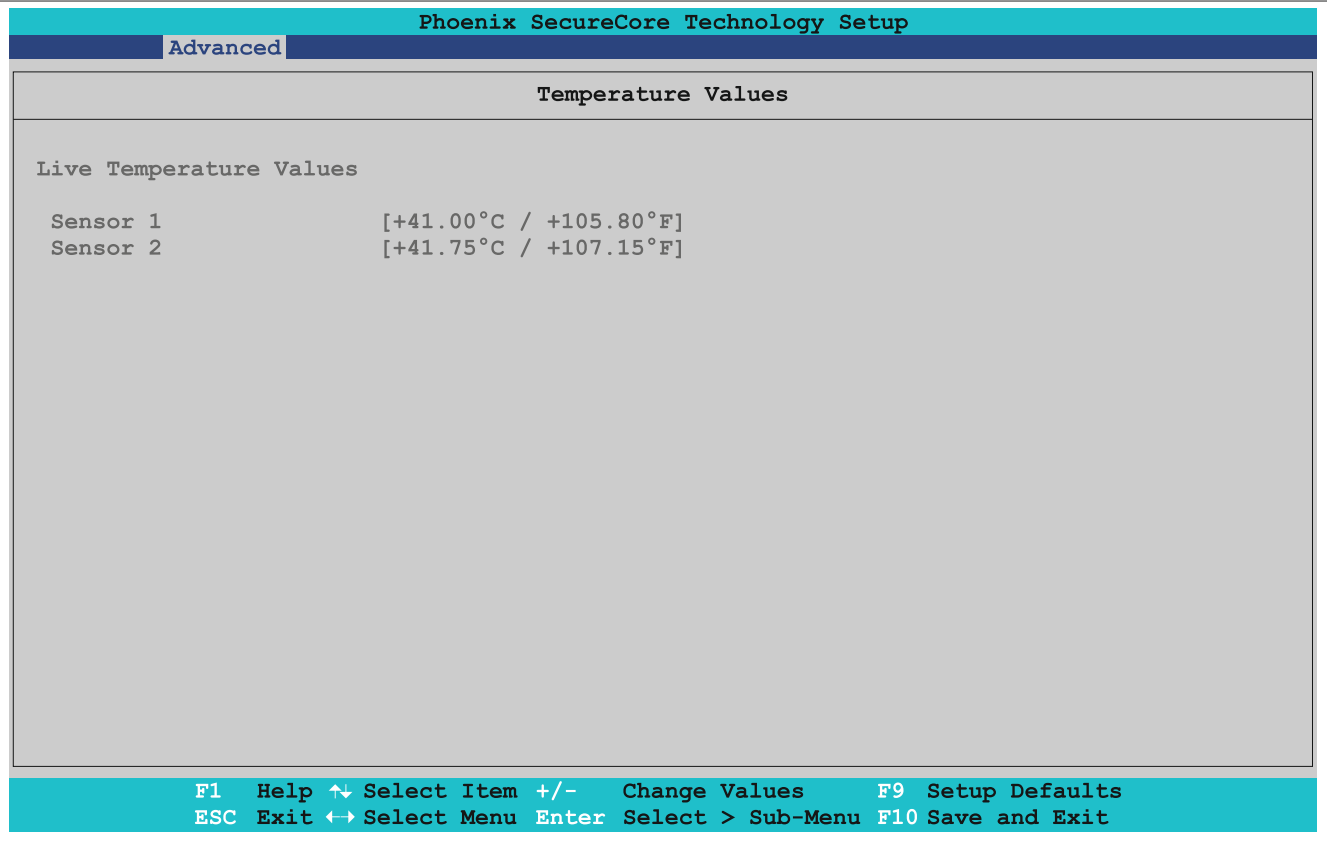 Phoenix SecureCore Technology Setup
Advanced
Temperature Values
Live Temperature Values
Sensor 1 [+41.00°C / +105.80°F]
Sensor 2 [+41.75°C / +107.15°F]
F1 Help ↑↓ Select Item +/- Change Values F9 Setup Defaults
ESC Exit ←→ Select Menu Enter Select > Sub-Menu F10 Save and Exit